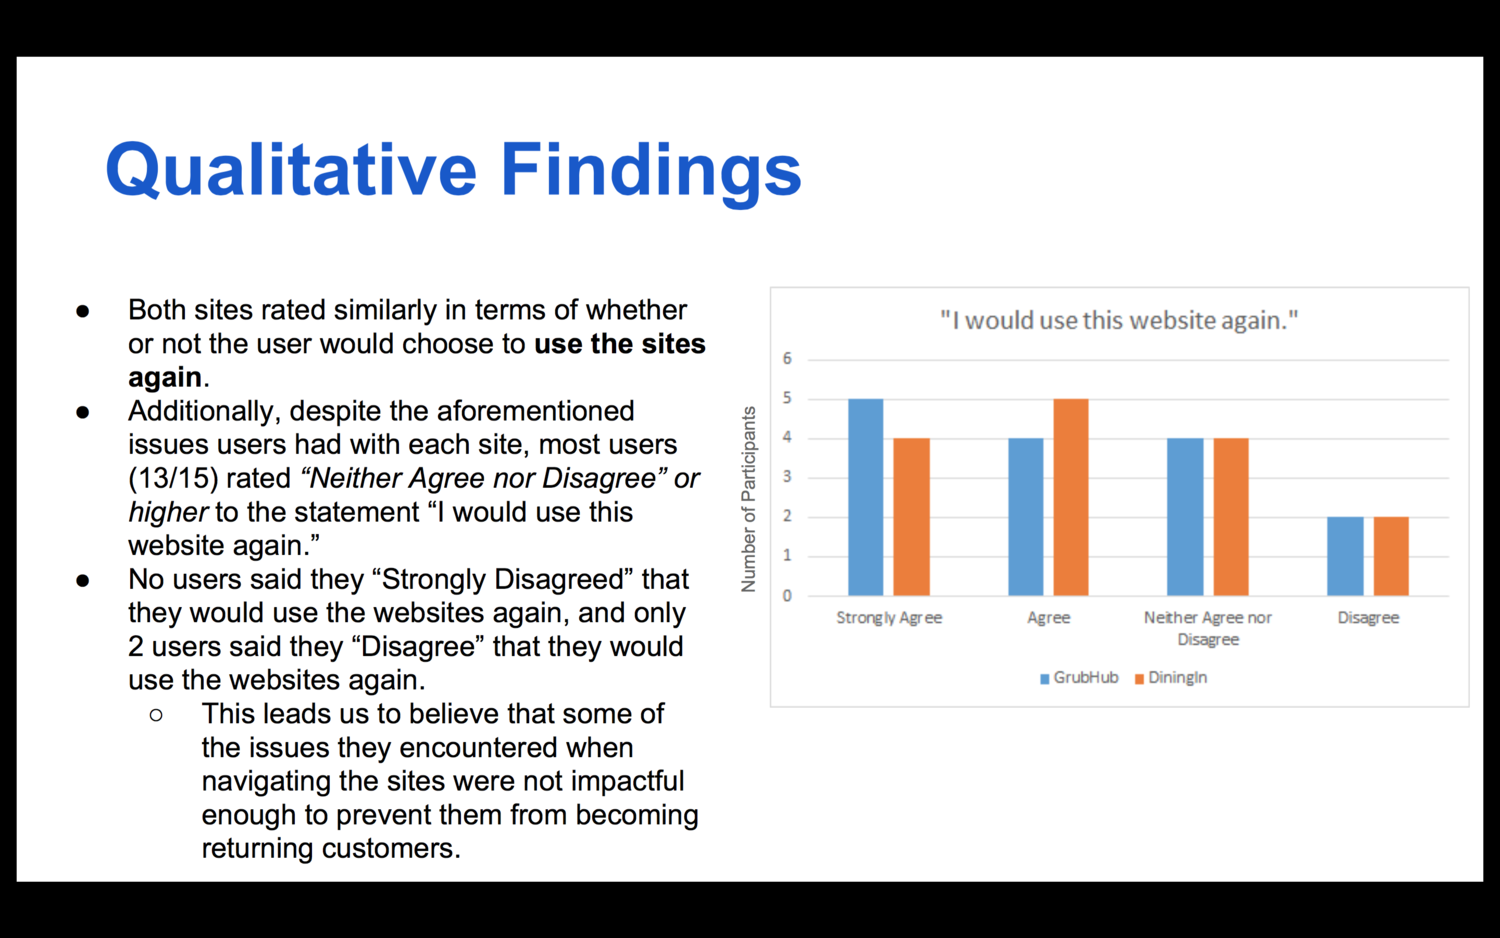 Qualitative Findings
● Both sites rated similarly in terms of whether
or not the user would choose to use the sites
again.
● Additionally, despite the aforementioned
issues users had with each site, most users
(13/15) rated “Neither Agree nor Disagree” or
higher to the statement “I would use this
website again.”
● No users said they “Strongly Disagreed” that
they would use the websites again, and only
2 users said they “Disagree” that they would
use the websites again.
○ This leads us to believe that some of
the issues they encountered when
navigating the sites were not impactful
enough to prevent them from becoming
returning customers.
"I would use this website again."
Number of Participants
6
5
4
3
2
1
0
Strongly Agree
Agree
Neither Agree nor
Disagree
Disagree
GrubHub DiningIn